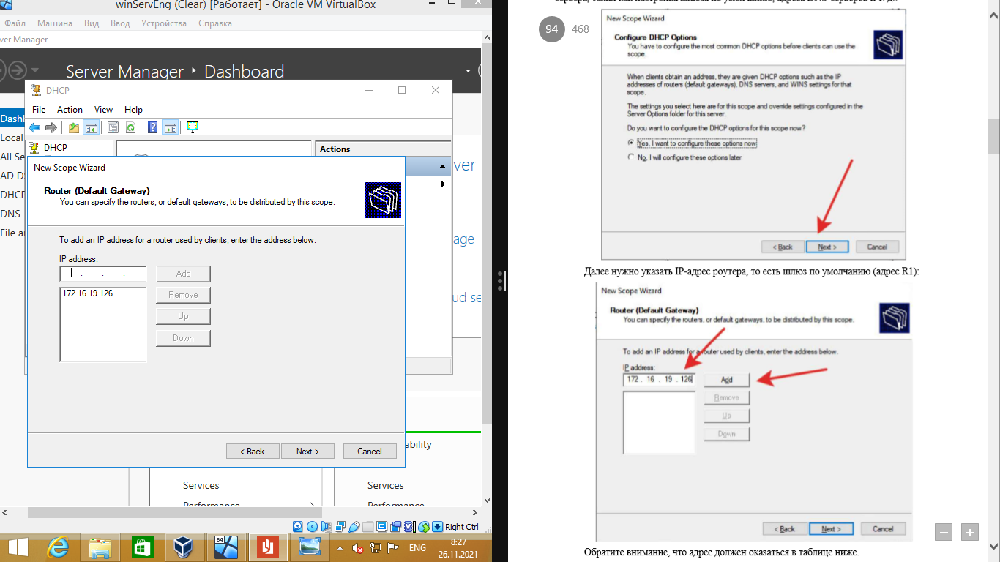 winServEng (Clear) [Работает] - Oracle VM VirtualBox
Файл Машина Вид Ввод Устройства Справка
ver Manager
Server Manager Dashboard
DHCP
File Action View Help
Dashl
Local
All Se
AD D
DHCP
DNS
File a
DHCP
Actions
ver
age
ud se
New Scope Wizard
Router (Default Gateway)
You can specify the routers, or default gateways, to be distributed by this scope.
To add an IP address for a router used by clients, enter the address below.
IP address:
. . .
Add
172.16.19.126
Remove
Up
Down
< Back Next > Cancel
ability
Events
Services
Services
Performance
Performance
Right Ctrl
64
ENG
8:27
26.11.2021
94 468
New Scope Wizard
Configure DHCP Options
You have to configure the most common DHCP options before clients can use the
scope.
When clients obtain an address, they are given DHCP options such as the IP
addresses of routers (default gateways), DNS servers, and WINS settings for that
scope.
The settings you select here are for this scope and override settings configured in the
Server Options folder for this server.
Do you want to configure the DHCP options for this scope now?
Yes, I want to configure these options now
No, I will configure these options later
< Back Next > Cancel
Далее нужно указать IP-адрес роутера, то есть шлюз по умолчанию (адрес R1):
New Scope Wizard
Router (Default Gateway)
You can specify the routers, or default gateways, to be distributed by this scope.
To add an IP address for a router used by clients, enter the address below.
IP address:
172 . 16 . 19 . 126
Add
Remove
Up
Down
< Back Next > Cancel
Обратите внимание, что адрес должен оказаться в таблице ниже.